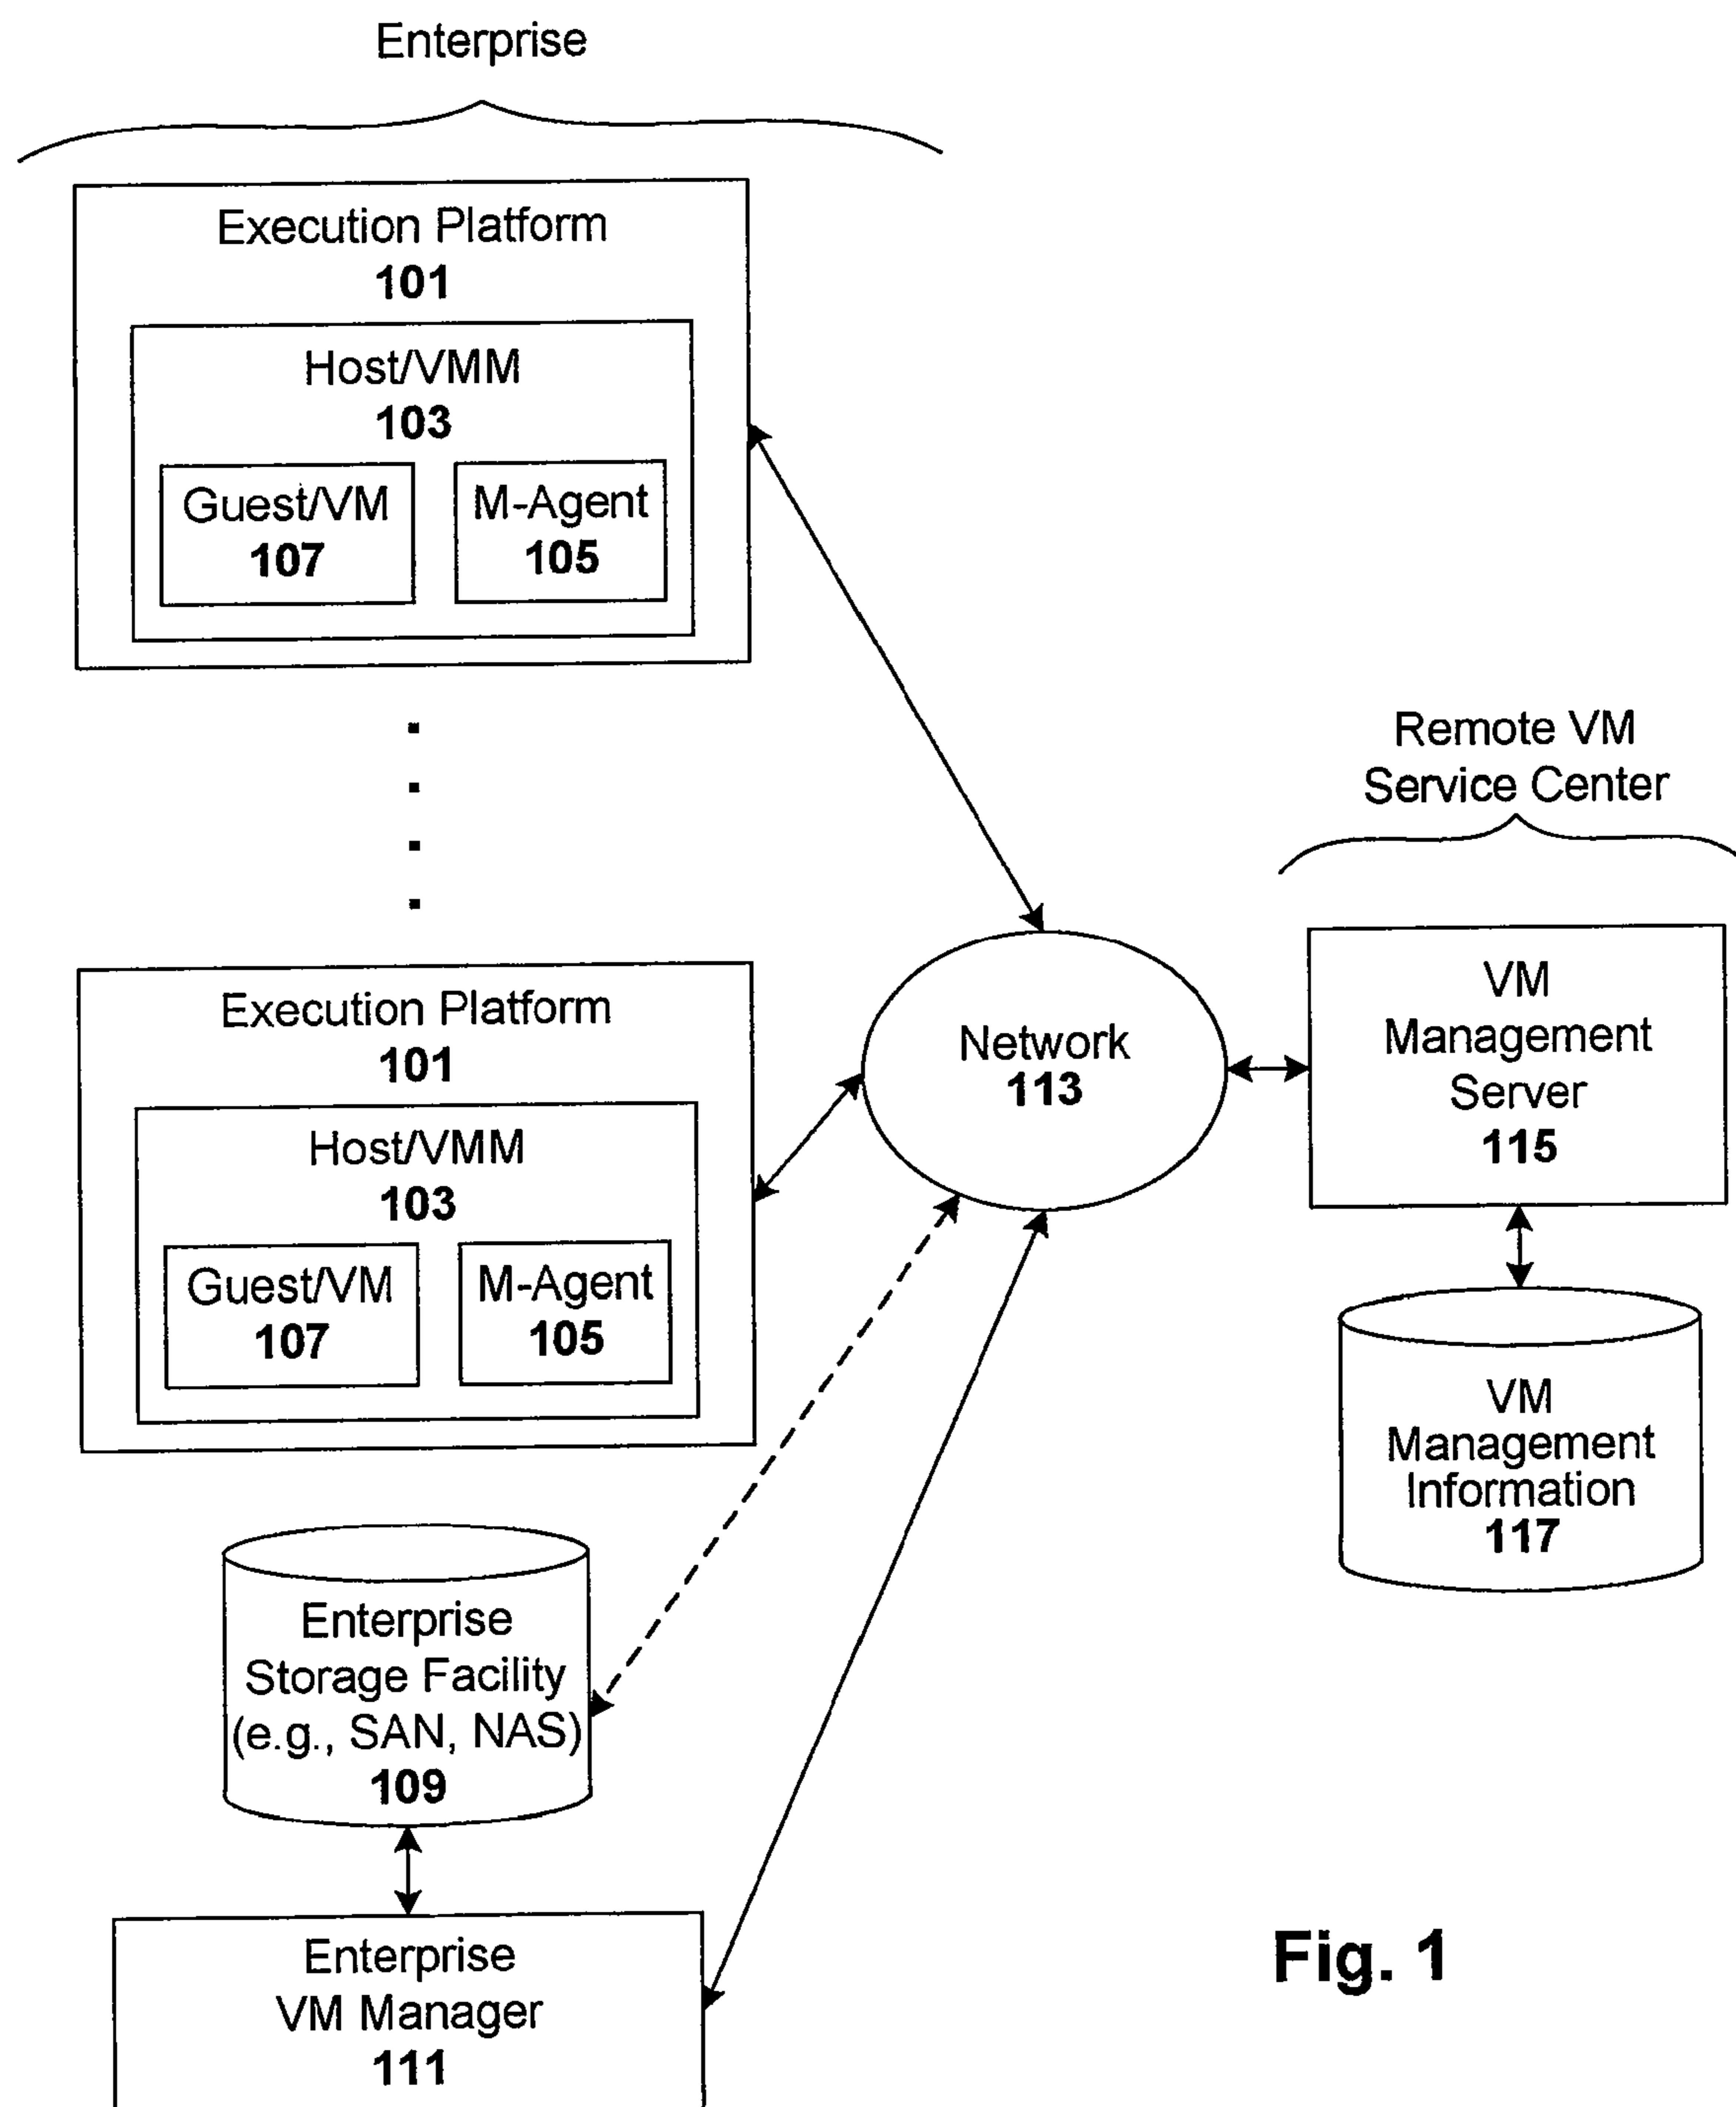 Enterprise
Execution Platform
101
Host/VMM
103
Guest/VM
107
M-Agent
105
Execution Platform
101
Host/VMM
103
Guest/VM
107
M-Agent
105
Enterprise
Storage Facility
(e.g., SAN, NAS)
109
Enterprise
VM Manager
111
Network
113
Remote VM
Service Center
VM
Management
Server
115
VM
Management
Information
117
Fig. 1